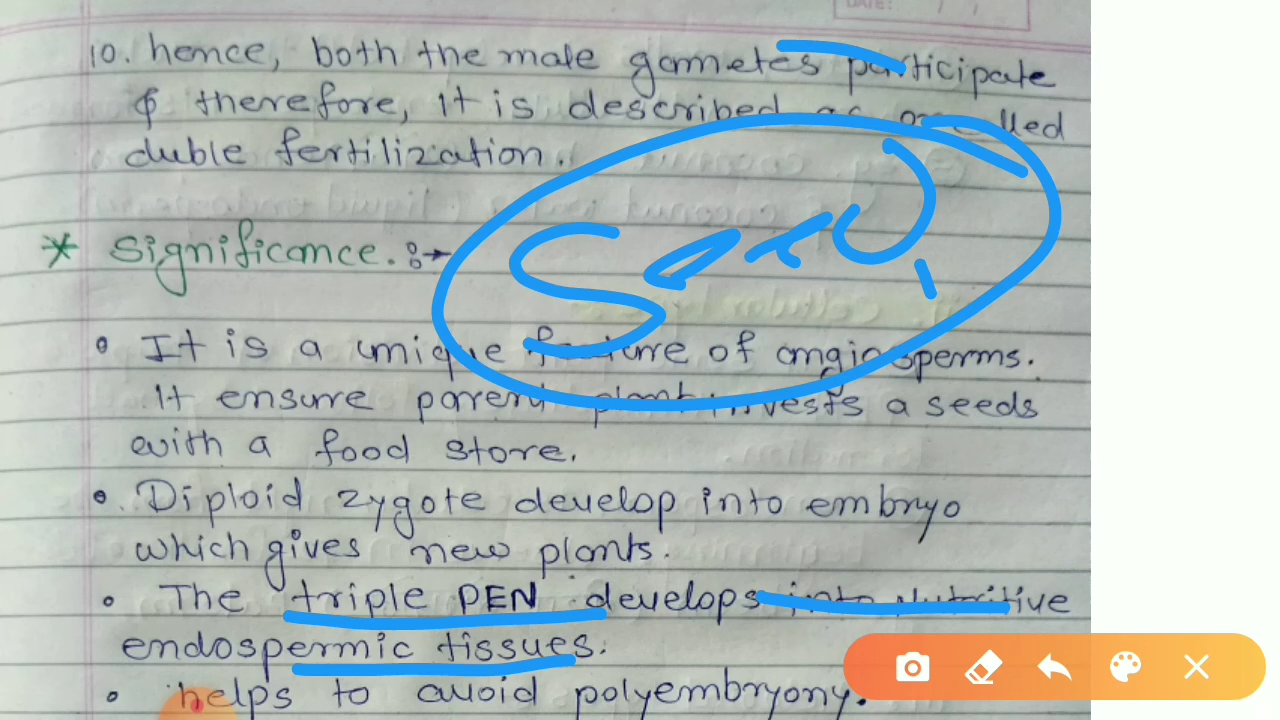 DATE:
10. hence, both the male gametes participate
& therefore, it is described as called
duble fertilization.
* Significance. :→
• It is a unique feature of angiosperms.
It ensure parent plant invests a seeds
with a food store.
• Diploid zygote develop into embryo
which gives new plants.
• The triple PEN develops into Nutritive
endospermic tissues.
• helps to avoid polyembryony.